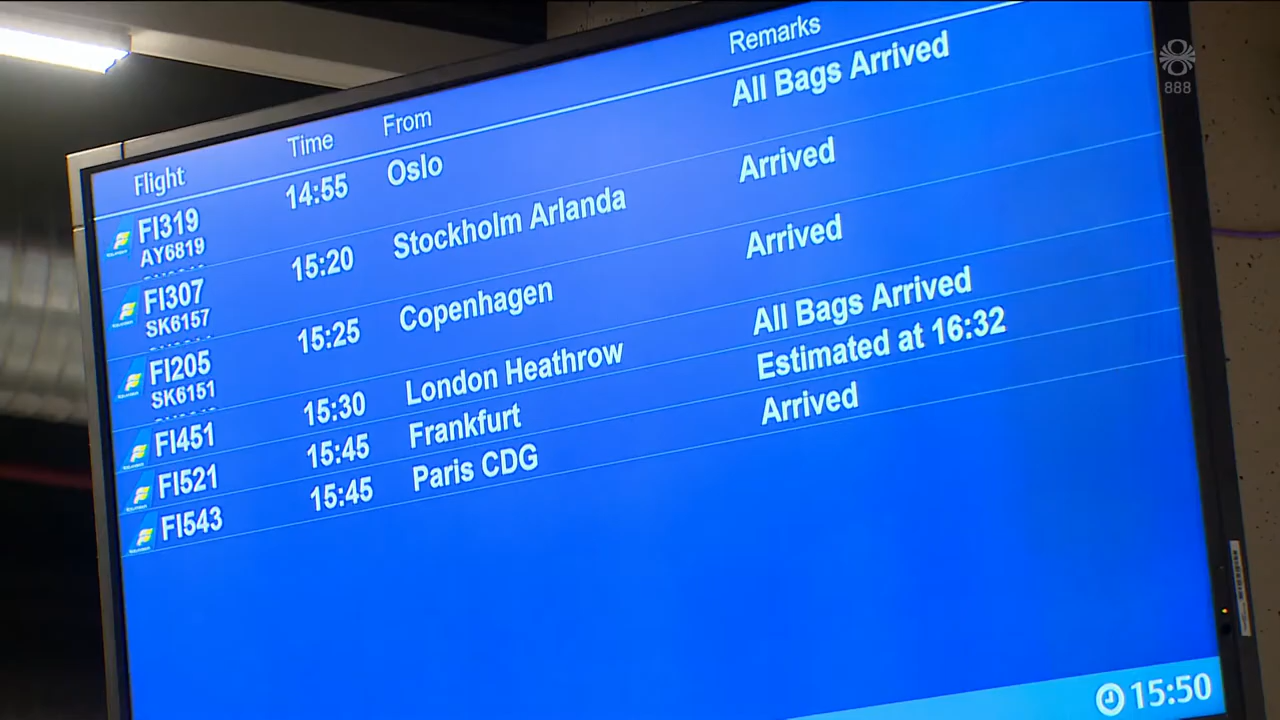 Flight Time From Remarks
FI319 14:55 Oslo All Bags Arrived
AY6819
FI307 15:20 Stockholm Arlanda Arrived
SK6157
FI205 15:25 Copenhagen Arrived
SK6151
FI451 15:30 London Heathrow All Bags Arrived
FI521 15:45 Frankfurt Estimated at 16:32
FI543 15:45 Paris CDG Arrived
15:50
888